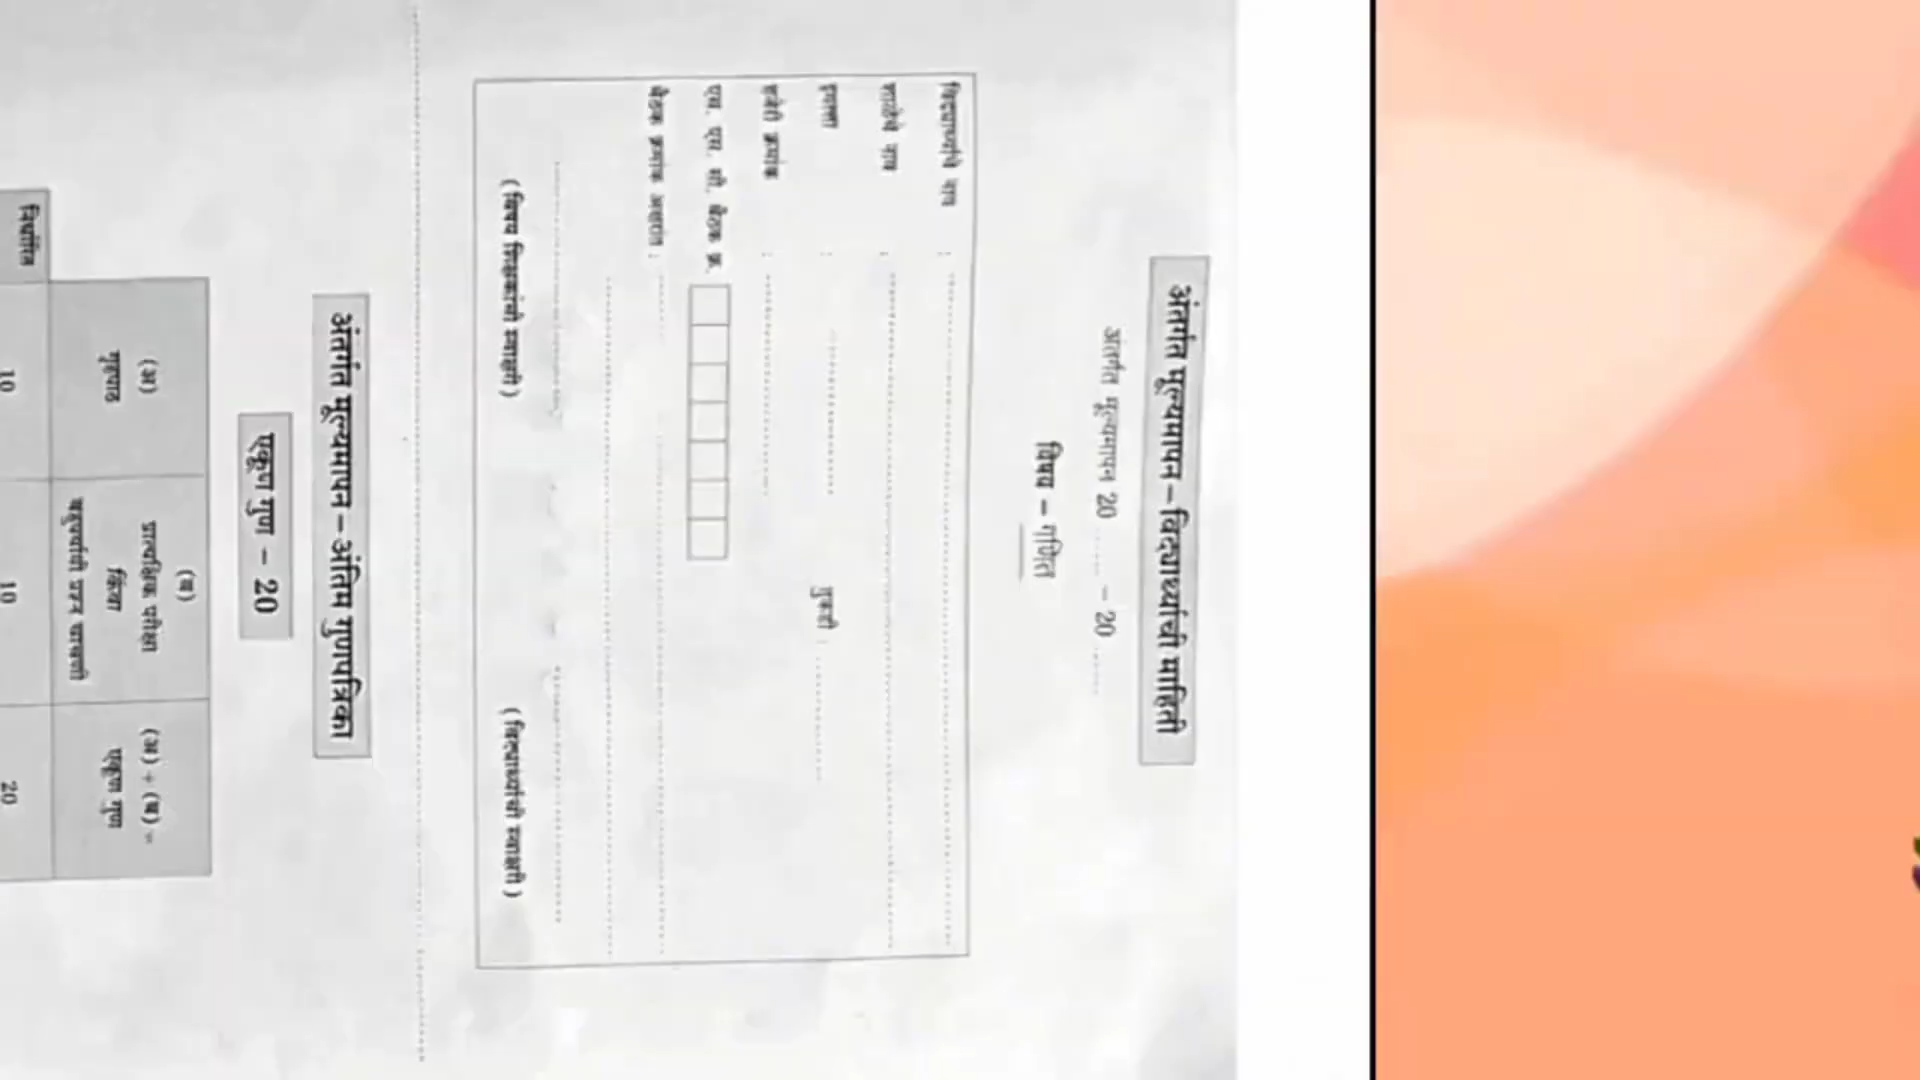 अंतर्गत मूल्यमापन – विद्यार्थ्याची माहिती
अंतर्गत मूल्यमापन 20 ...... – 20 ......
विषय – गणित
विद्यार्थ्याचे नाव :
शाळेचे नाव :
इयत्ता : तुकडी :
हजेरी क्रमांक :
एस. एस. सी. बैठक क्र.
बैठक क्रमांक अक्षरात :
( विषय शिक्षकांची स्वाक्षरी ) ( विद्यार्थ्याची स्वाक्षरी )
अंतर्गत मूल्यमापन – अंतिम गुणपत्रिका
एकूण गुण – 20
(अ) गृहपाठ
(ब) प्रात्यक्षिक परीक्षा किंवा बहुपर्यायी प्रश्न चाचणी
(अ) + (ब) = एकूण गुण
निर्धारित 10 10 20